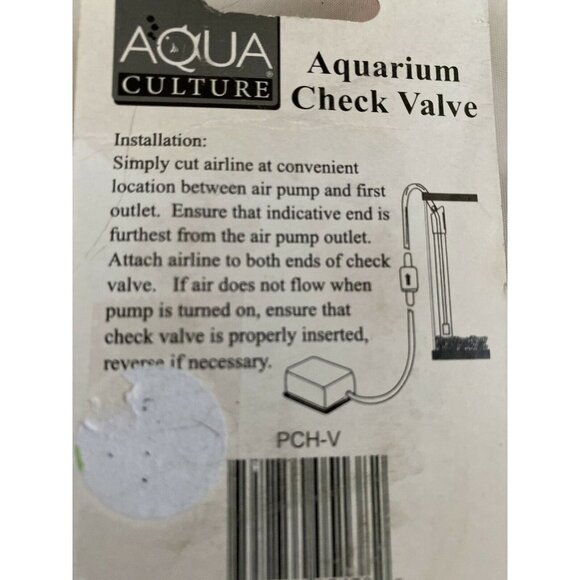 AQUA
CULTURE®
Aquarium
Check Valve
Installation:
Simply cut airline at convenient
location between air pump and first
outlet. Ensure that indicative end is
furthest from the air pump outlet.
Attach airline to both ends of check
valve. If air does not flow when
pump is turned on, ensure that
check valve is properly inserted,
reverse if necessary.
PCH-V